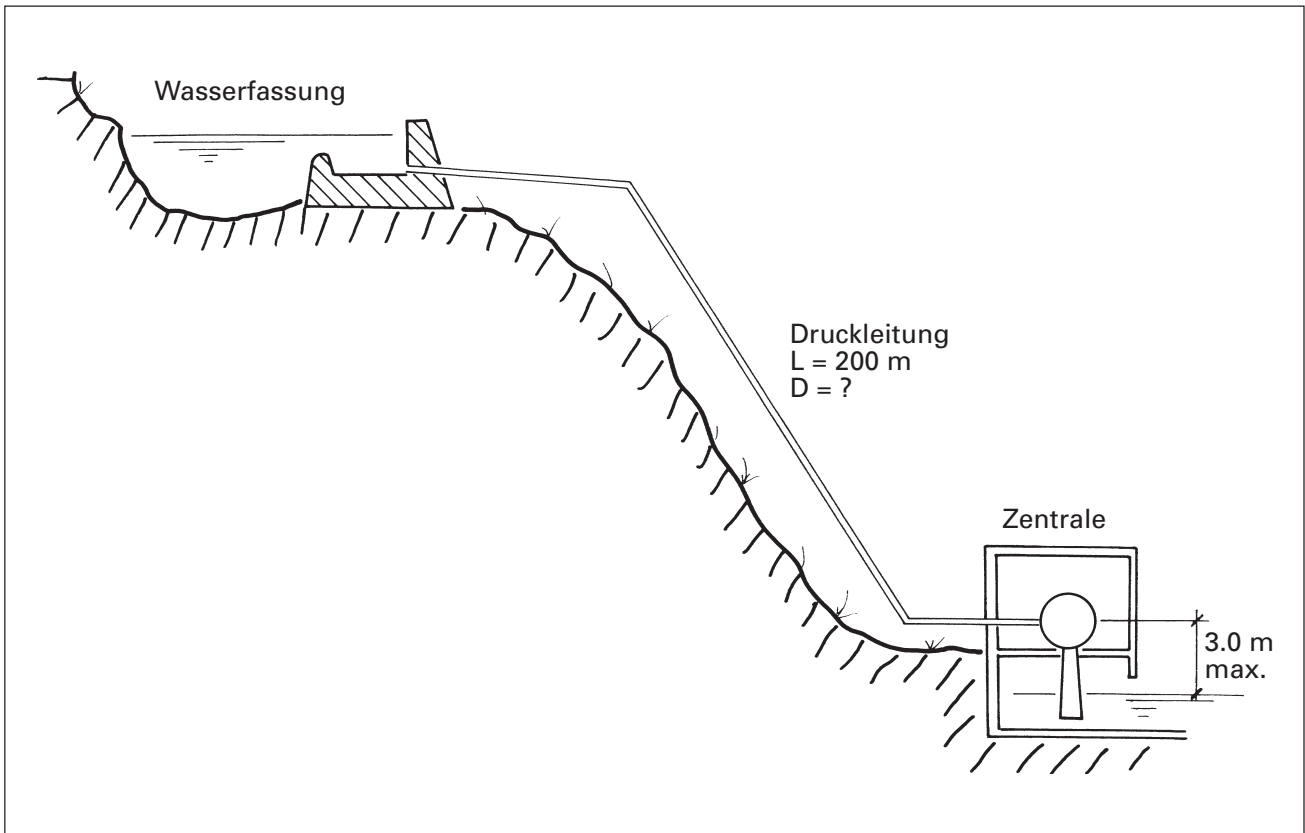 Wasserfassung
Druckleitung
L = 200 m
D = ?
Zentrale
3.0 m
max.